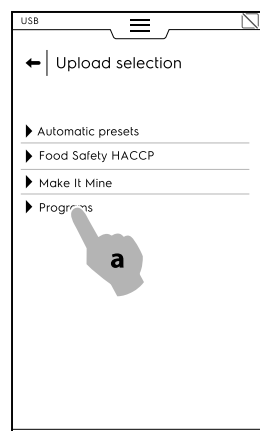 USB
Upload selection
Automatic presets
Food Safety HACCP
Make It Mine
Programs
a